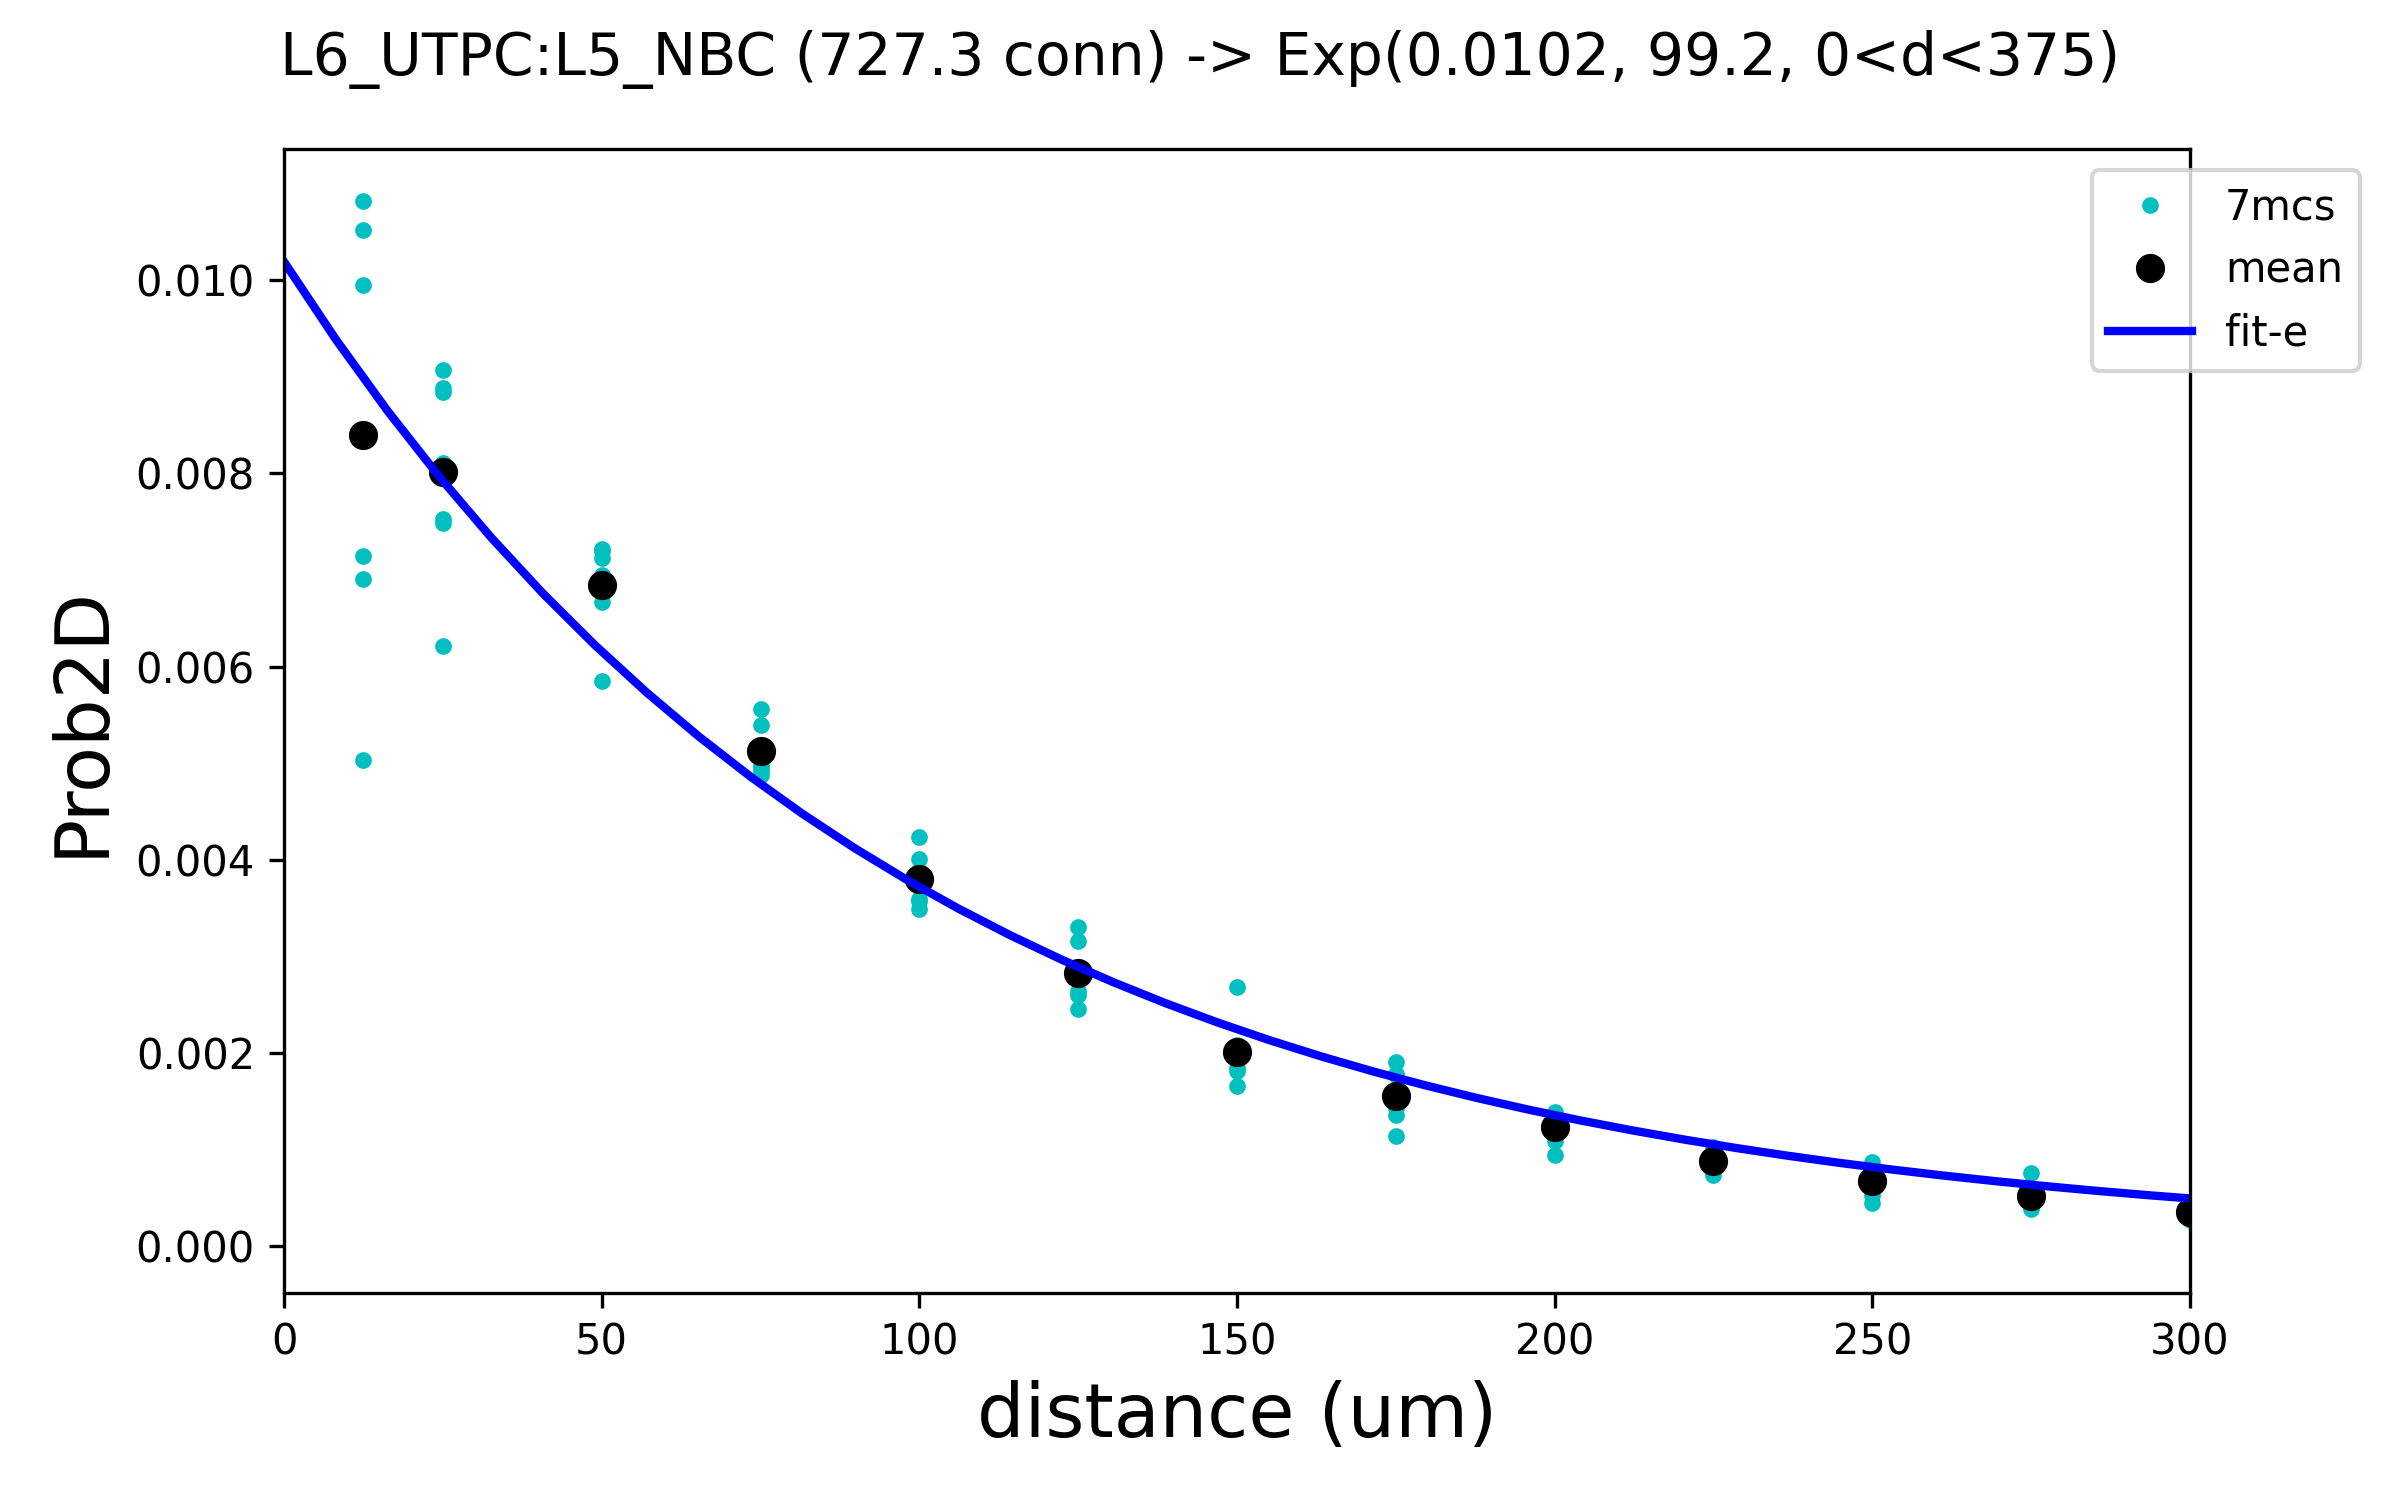 L6_UTPC:L5_NBC (727.3 conn) -> Exp(0.0102, 99.2, 0<d<375)
7mcs
mean
fit-e
Prob2D
0.010
0.008
0.006
0.004
0.002
0.000
0 50 100 150 200 250 300
distance (um)